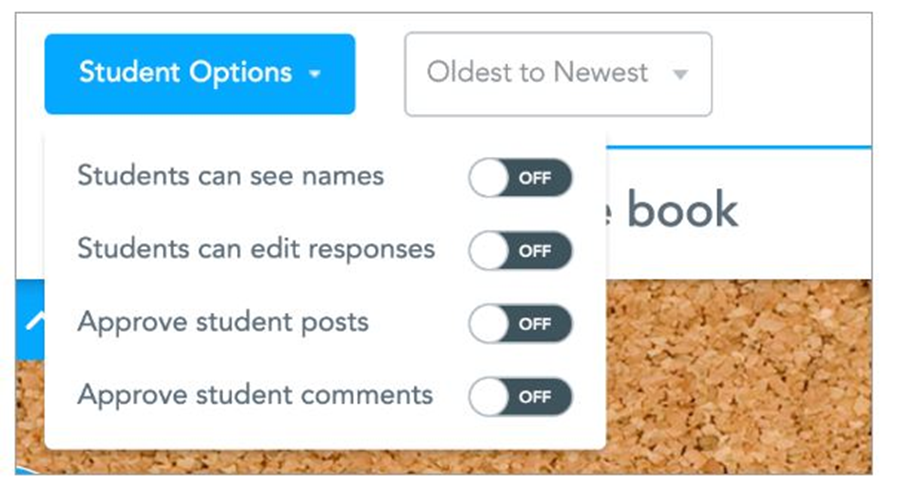 Student Options
Oldest to Newest
Students can see names
OFF
book
Students can edit responses
OFF
Approve student posts
OFF
Approve student comments
OFF